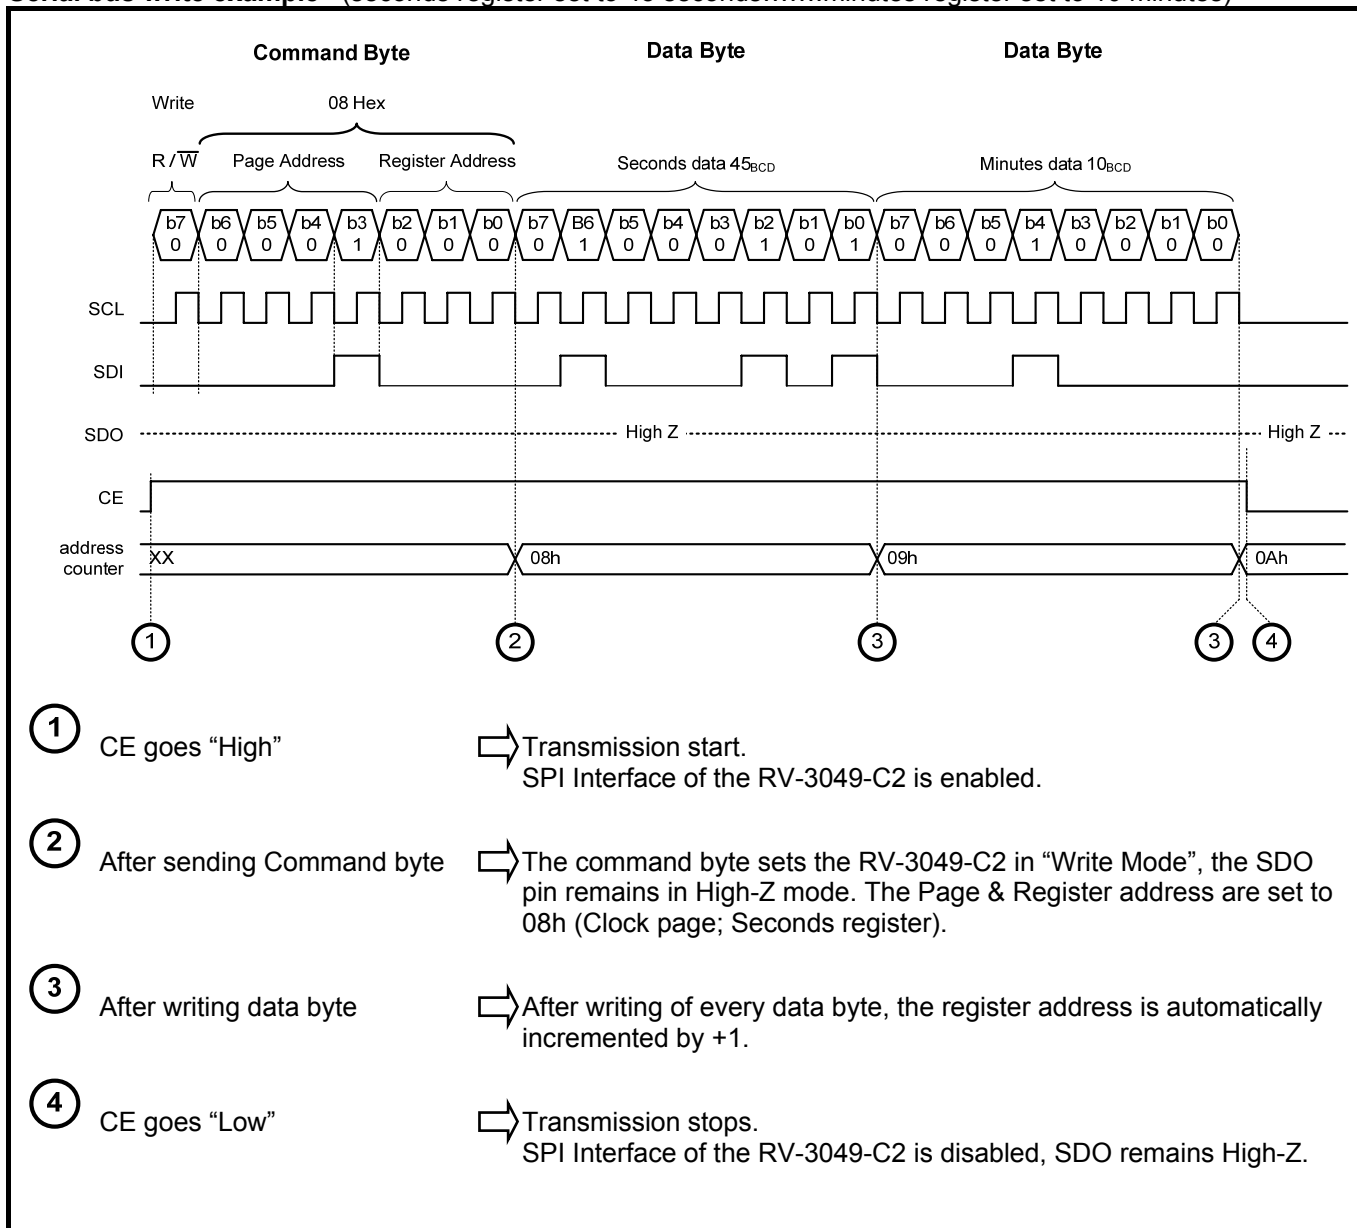 Command Byte Data Byte Data Byte
Write 08 Hex
R / W Page Address Register Address Seconds data 45BCD Minutes data 10BCD
b7 b6 b5 b4 b3 b2 b1 b0 b7 B6 b5 b4 b3 b2 b1 b0 b7 b6 b5 b4 b3 b2 b1 b0
0 0 0 0 1 0 0 0 0 1 0 0 0 1 0 1 0 0 0 1 0 0 0 0
SCL
SDI
SDO High Z High Z
CE
address
counter
XX 08h 09h 0Ah
1 2 3 3 4
1
CE goes “High” Transmission start.
SPI Interface of the RV-3049-C2 is enabled.
2
After sending Command byte The command byte sets the RV-3049-C2 in “Write Mode”, the SDO
pin remains in High-Z mode. The Page & Register address are set to
08h (Clock page; Seconds register).
3
After writing data byte After writing of every data byte, the register address is automatically
incremented by +1.
4
CE goes “Low” Transmission stops.
SPI Interface of the RV-3049-C2 is disabled, SDO remains High-Z.